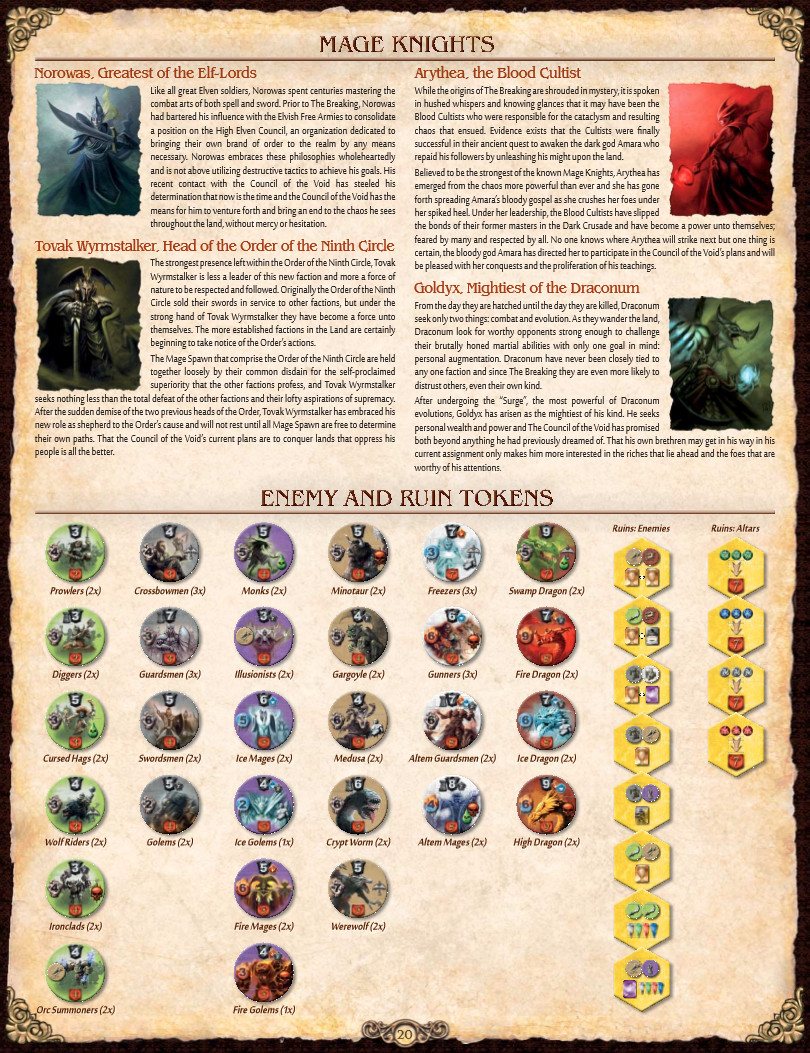 MAGE KNIGHTS
Norowas, Greatest of the Elf-Lords
Like all great Elven soldiers, Norowas spent centuries mastering the
combat arts of both spell and sword. Prior to The Breaking, Norowas
had bartered his influence with the Elvish Free Armies to consolidate
a position on the High Elven Council, an organization dedicated to
bringing their own brand of order to the realm by any means
necessary. Norowas embraces these philosophies wholeheartedly
and is not above utilizing destructive tactics to achieve his goals. His
recent contact with the Council of the Void has steeled his
determination that now is the time and the Council of the Void has the
means for him to venture forth and bring an end to the chaos he sees
throughout the land, without mercy or hesitation.
Tovak Wyrmstalker, Head of the Order of the Ninth Circle
The strongest presence left within the Order of the Ninth Circle, Tovak
Wyrmstalker is less a leader of this new faction and more a force of
nature to be respected and followed. Originally the Order of the Ninth
Circle sold their swords in service to other factions, but under the
strong hand of Tovak Wyrmstalker they have become a force unto
themselves. The more established factions in the Land are certainly
beginning to take notice of the Order's actions.
The Mage Spawn that comprise the Order of the Ninth Circle are held
together loosely by their common disdain for the self-proclaimed
superiority that the other factions profess, and Tovak Wyrmstalker
seeks nothing less than the total defeat of the other factions and their lofty aspirations of supremacy.
After the sudden demise of the two previous heads of the Order, Tovak Wyrmstalker has embraced his
new role as shepherd to the Order's cause and will not rest until all Mage Spawn are free to determine
their own paths. That the Council of the Void's current plans are to conquer lands that oppress his
people is all the better.
Arythea, the Blood Cultist
While the origins of The Breaking are shrouded in mystery, it is spoken
in hushed whispers and knowing glances that it may have been the
Blood Cultists who were responsible for the cataclysm and resulting
chaos that ensued. Evidence exists that the Cultists were finally
successful in their ancient quest to awaken the dark god Amara who
repaid his followers by unleashing his might upon the land.
Believed to be the strongest of the known Mage Knights, Arythea has
emerged from the chaos more powerful than ever and she has gone
forth spreading Amara's bloody gospel as she crushes her foes under
her spiked heel. Under her leadership, the Blood Cultists have slipped
the bonds of their former masters in the Dark Crusade and have become a power unto themselves;
feared by many and respected by all. No one knows where Arythea will strike next but one thing is
certain, the bloody god Amara has directed her to participate in the Council of the Void's plans and will
be pleased with her conquests and the proliferation of his teachings.
Goldyx, Mightiest of the Draconum
From the day they are hatched until the day they are killed, Draconum
seek only two things: combat and evolution. As they wander the land,
Draconum look for worthy opponents strong enough to challenge
their brutally honed martial abilities with only one goal in mind:
personal augmentation. Draconum have never been closely tied to
any one faction and since The Breaking they are even more likely to
distrust others, even their own kind.
After undergoing the "Surge", the most powerful of Draconum
evolutions, Goldyx has arisen as the mightiest of his kind. He seeks
personal wealth and power and The Council of the Void has promised
both beyond anything he had previously dreamed of. That his own brethren may get in his way in his
current assignment only makes him more interested in the riches that lie ahead and the foes that are
worthy of his attentions.
ENEMY AND RUIN TOKENS
Ruins: Enemies Ruins: Altars
Prowlers (2x) Crossbowmen (3x) Monks (2x) Minotaur (2x) Freezers (3x) Swamp Dragon (2x)
Diggers (2x) Guardsmen (3x) Illusionists (2x) Gargoyle (2x) Gunners (3x) Fire Dragon (2x)
Cursed Hags (2x) Swordsmen (2x) Ice Mages (2x) Medusa (2x) Altem Guardsmen (2x) Ice Dragon (2x)
Wolf Riders (2x) Golems (2x) Ice Golems (1x) Crypt Worm (2x) Altem Mages (2x) High Dragon (2x)
Ironclads (2x) Fire Mages (2x) Werewolf (2x)
Orc Summoners (2x) Fire Golems (1x)
20